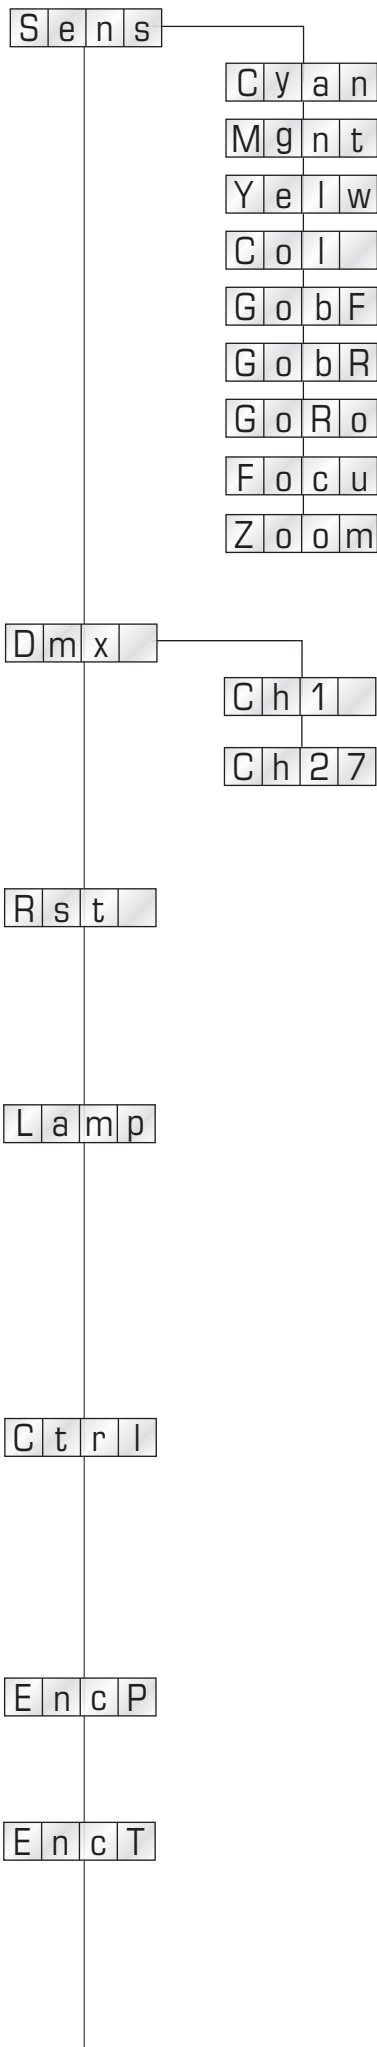 Sens
Cyan
Mgnt
Yelw
Col
GobF
GobR
GoRo
Focu
Zoom
Dmx
Ch1
Ch27
Rst
Lamp
Ctrl
EncP
EncT